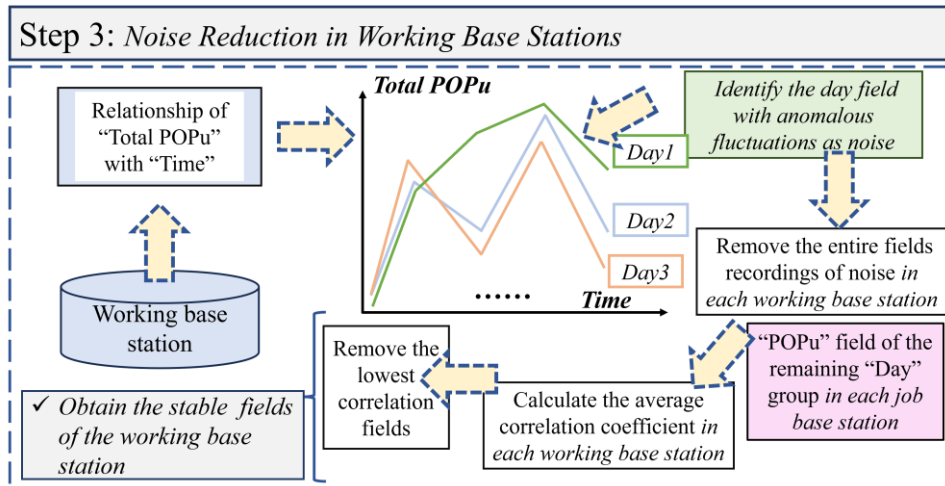 Step 3: Noise Reduction in Working Base Stations
Relationship of
“Total POPu”
with “Time”
Working base
station
✓ Obtain the stable fields
of the working base
station
Total POPu
Day1
Day2
Day3
......
Time
Identify the day field
with anomalous
fluctuations as noise
Remove the entire fields
recordings of noise in
each working base station
“POPu” field of the
remaining “Day”
group in each job
base station
Calculate the average
correlation coefficient in
each working base station
Remove the
lowest
correlation
fields